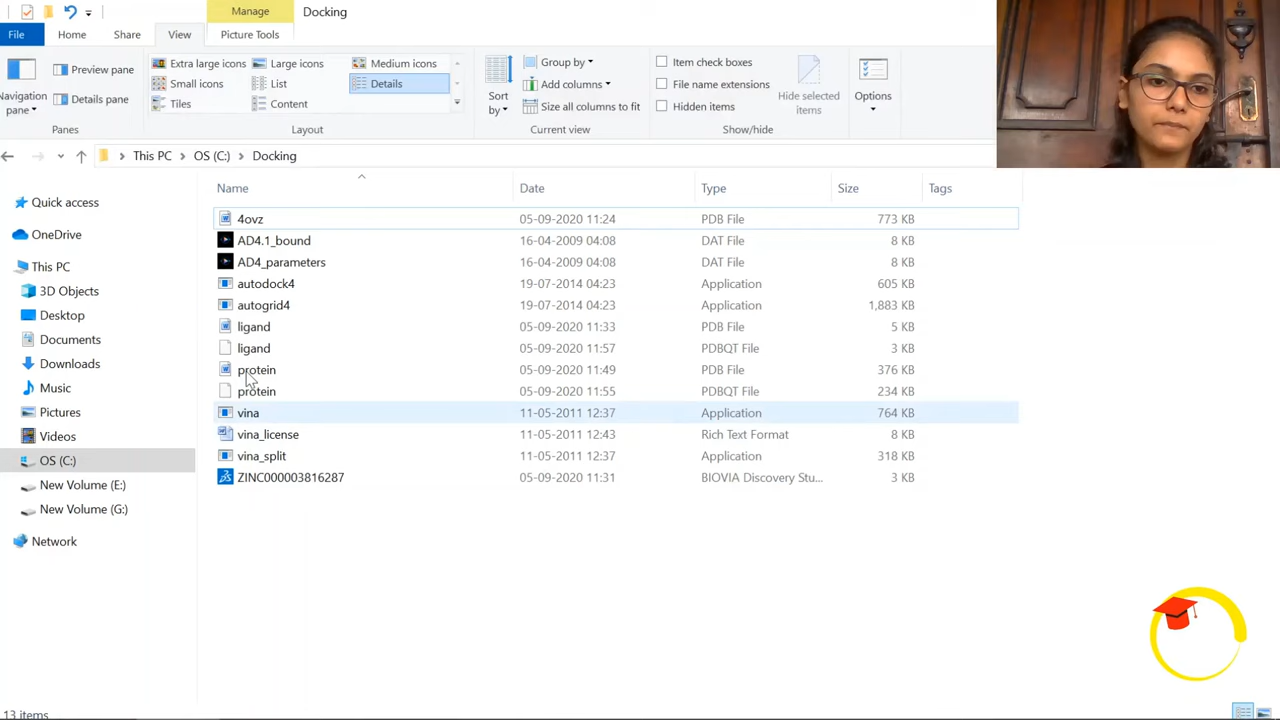 Manage
Docking
File
Home
Share
View
Picture Tools
Navigation pane
Preview pane
Details pane
Panes
Extra large icons
Large icons
Medium icons
Small icons
List
Details
Tiles
Content
Layout
Sort by
Group by
Add columns
Size all columns to fit
Current view
Item check boxes
File name extensions
Hidden items
Show/hide
Hide selected items
Options
This PC > OS (C:) > Docking
Quick access
OneDrive
This PC
3D Objects
Desktop
Documents
Downloads
Music
Pictures
Videos
OS (C:)
New Volume (E:)
New Volume (G:)
Network
Name Date Type Size Tags
4ovz 05-09-2020 11:24 PDB File 773 KB
AD4.1_bound 16-04-2009 04:08 DAT File 8 KB
AD4_parameters 16-04-2009 04:08 DAT File 8 KB
autodock4 19-07-2014 04:23 Application 605 KB
autogrid4 19-07-2014 04:23 Application 1,883 KB
ligand 05-09-2020 11:33 PDB File 5 KB
ligand 05-09-2020 11:57 PDBQT File 3 KB
protein 05-09-2020 11:49 PDB File 376 KB
protein 05-09-2020 11:55 PDBQT File 234 KB
vina 11-05-2011 12:37 Application 764 KB
vina_license 11-05-2011 12:43 Rich Text Format 8 KB
vina_split 11-05-2011 12:37 Application 318 KB
ZINC000003816287 05-09-2020 11:31 BIOVIA Discovery Stu... 3 KB
13 items